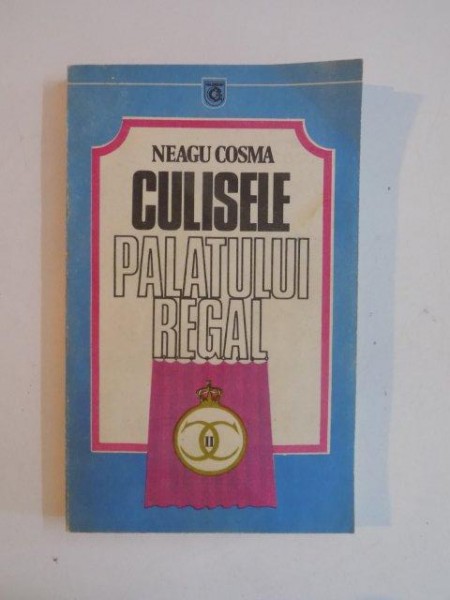 NEAGU COSMA
CULISELE
PALATULUI
REGAL
II